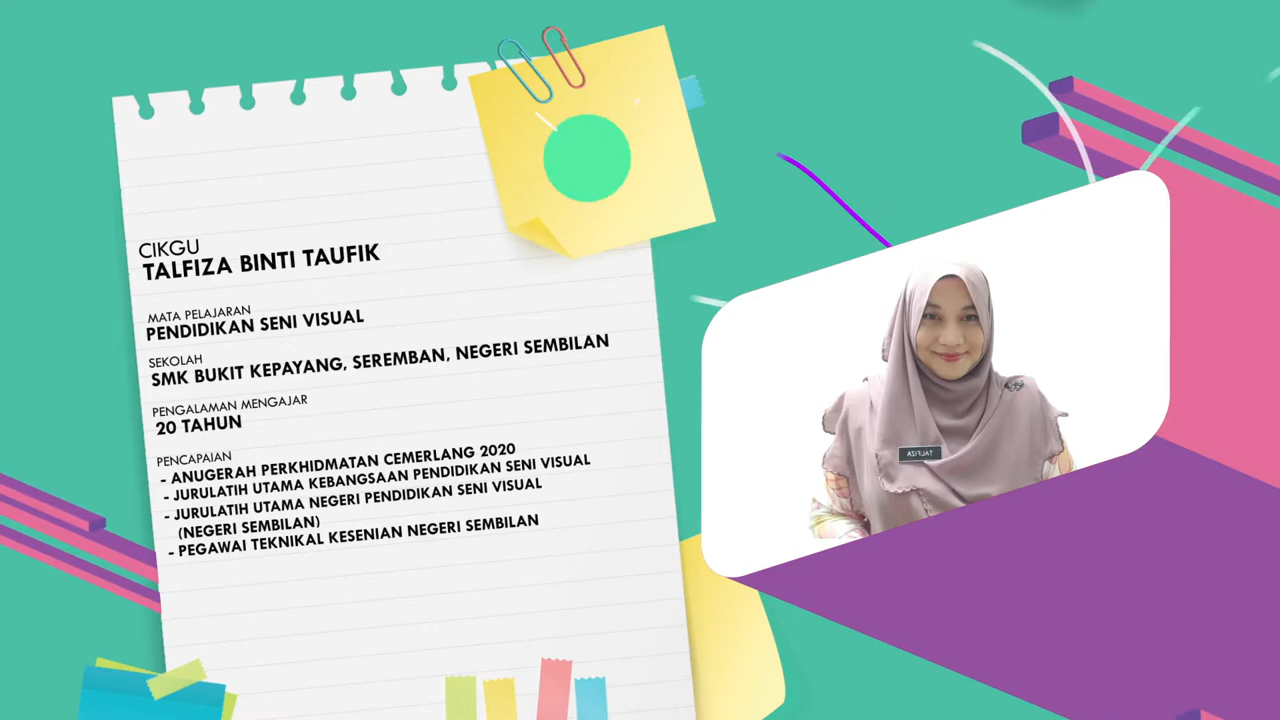 CIKGU
TALFIZA BINTI TAUFIK
MATA PELAJARAN
PENDIDIKAN SENI VISUAL
SEKOLAH
SMK BUKIT KEPAYANG, SEREMBAN, NEGERI SEMBILAN
PENGALAMAN MENGAJAR
20 TAHUN
PENCAPAIAN
- ANUGERAH PERKHIDMATAN CEMERLANG 2020
- JURULATIH UTAMA KEBANGSAAN PENDIDIKAN SENI VISUAL
- JURULATIH UTAMA NEGERI PENDIDIKAN SENI VISUAL
(NEGERI SEMBILAN)
- PEGAWAI TEKNIKAL KESENIAN NEGERI SEMBILAN
TALFIZA